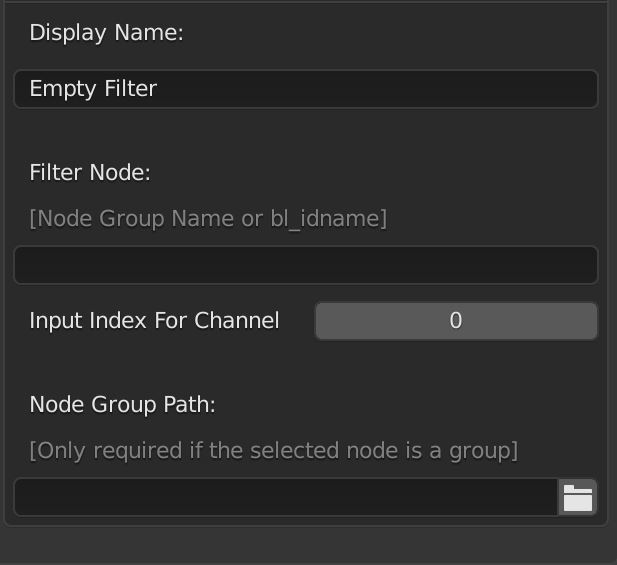 Display Name:
Empty Filter
Filter Node:
[Node Group Name or bl_idname]
Input Index For Channel 0
Node Group Path:
[Only required if the selected node is a group]